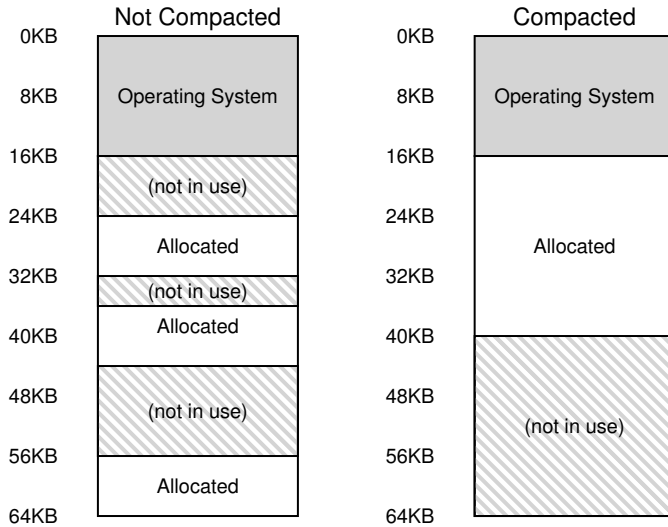 Not Compacted
0KB
8KB
Operating System
16KB
(not in use)
24KB
Allocated
32KB
(not in use)
Allocated
40KB
48KB
(not in use)
56KB
Allocated
64KB
Compacted
0KB
8KB
Operating System
16KB
24KB
Allocated
32KB
40KB
48KB
(not in use)
56KB
64KB